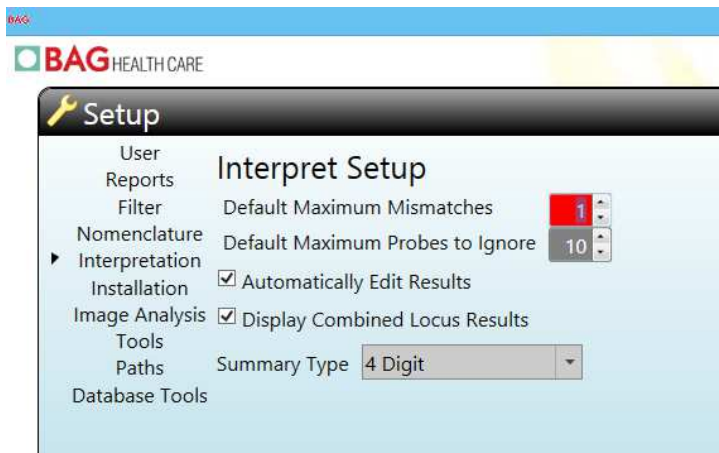 BAG
BAG HEALTH CARE
Setup
User
Reports
Filter
Nomenclature
Interpretation
Installation
Image Analysis
Tools
Paths
Database Tools
Interpret Setup
Default Maximum Mismatches 1
Default Maximum Probes to Ignore 10
Automatically Edit Results
Display Combined Locus Results
Summary Type 4 Digit